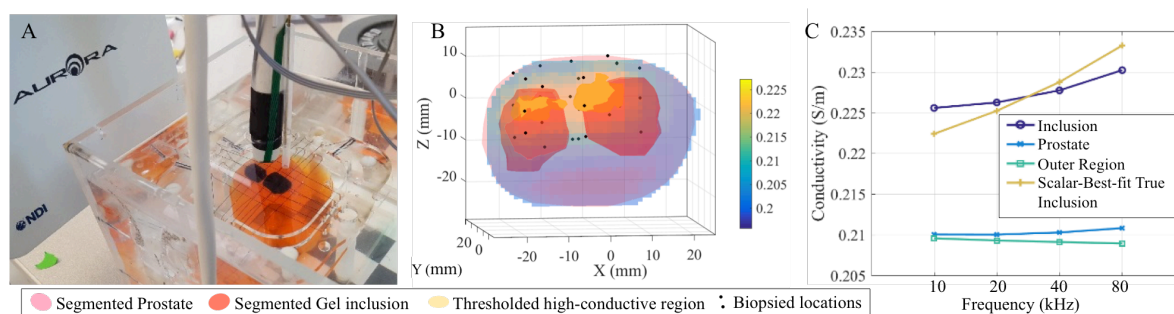 A
AURORA
NDI
B
10
0
-10
-20
Z (mm)
20
0
Y (mm)
-20
-10
0
10
20
X (mm)
0.225
0.22
0.215
0.21
0.205
0.2
C
0.235
0.23
0.225
0.22
0.215
0.21
0.205
Conductivity (S/m)
Inclusion
Prostate
Outer Region
Scalar-Best-fit True
Inclusion
10 20 40 80
Frequency (kHz)
Segmented Prostate Segmented Gel inclusion Thresholded high-conductive region Biopsied locations